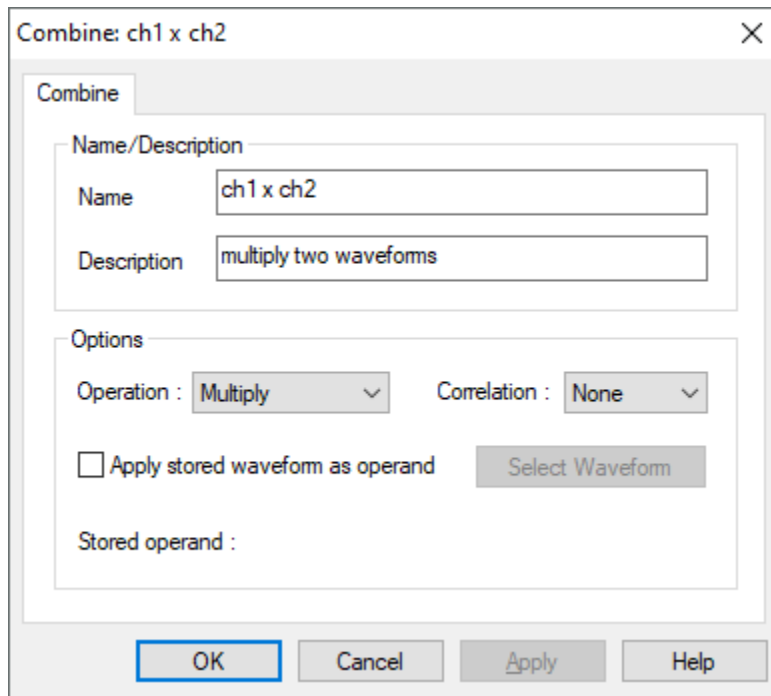 Combine: ch1 x ch2
Combine
Name/Description
Name ch1 x ch2
Description multiply two waveforms
Options
Operation : Multiply Correlation : None
Apply stored waveform as operand Select Waveform
Stored operand :
OK Cancel Apply Help